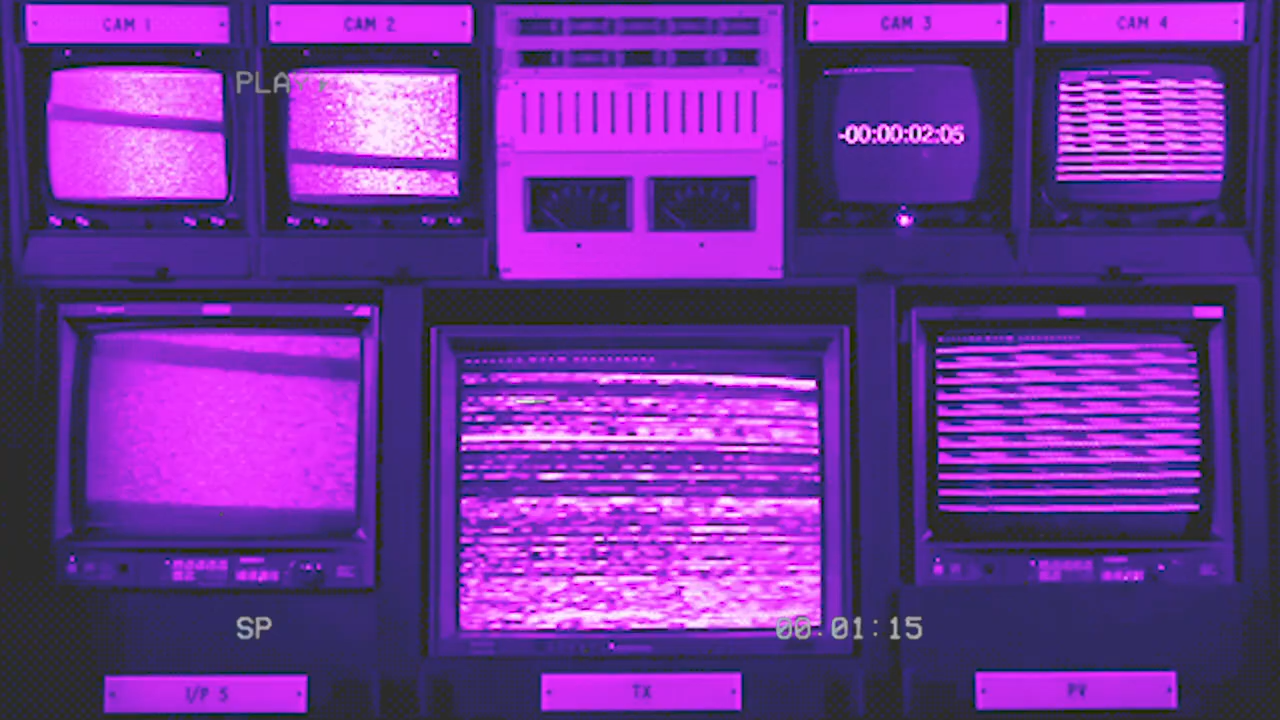 CAM 1
CAM 2
CAM 3
CAM 4
PLAY
-00:00:02:05
SP
00:01:15
I/P 5
TX
PV